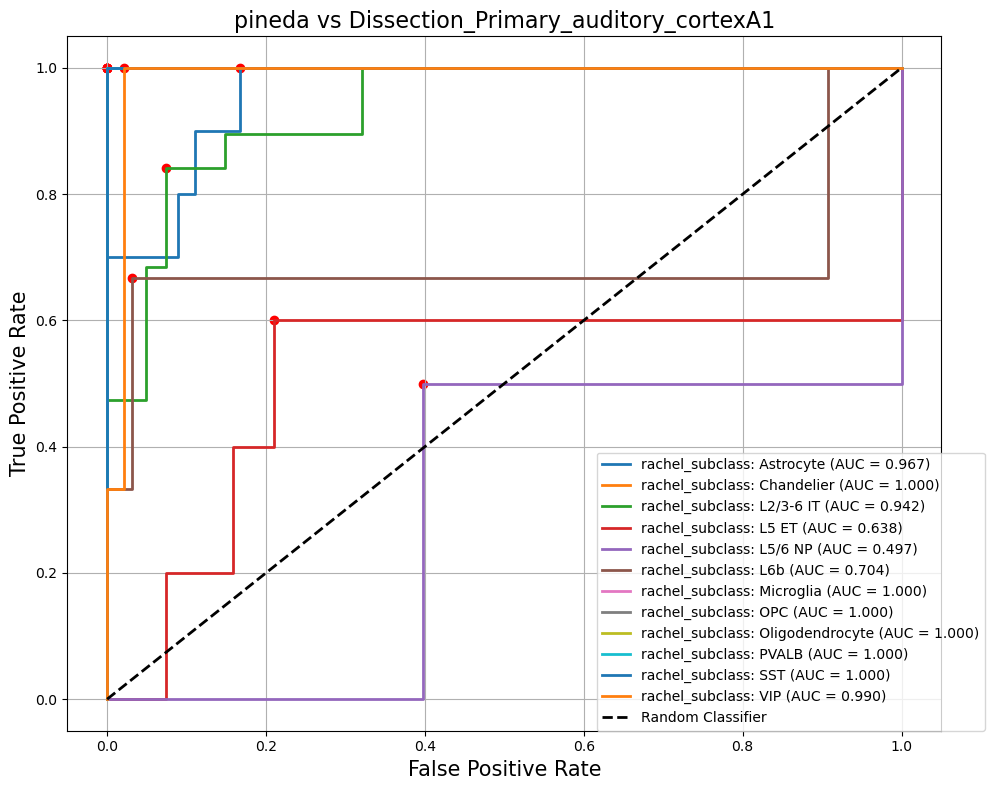 pineda vs Dissection_Primary_auditory_cortexA1
True Positive Rate
1.0
0.8
0.6
0.4
0.2
0.0
rachel_subclass: Astrocyte (AUC = 0.967)
rachel_subclass: Chandelier (AUC = 1.000)
rachel_subclass: L2/3-6 IT (AUC = 0.942)
rachel_subclass: L5 ET (AUC = 0.638)
rachel_subclass: L5/6 NP (AUC = 0.497)
rachel_subclass: L6b (AUC = 0.704)
rachel_subclass: Microglia (AUC = 1.000)
rachel_subclass: OPC (AUC = 1.000)
rachel_subclass: Oligodendrocyte (AUC = 1.000)
rachel_subclass: PVALB (AUC = 1.000)
rachel_subclass: SST (AUC = 1.000)
rachel_subclass: VIP (AUC = 0.990)
Random Classifier
0.0 0.2 0.4 0.6 0.8 1.0
False Positive Rate